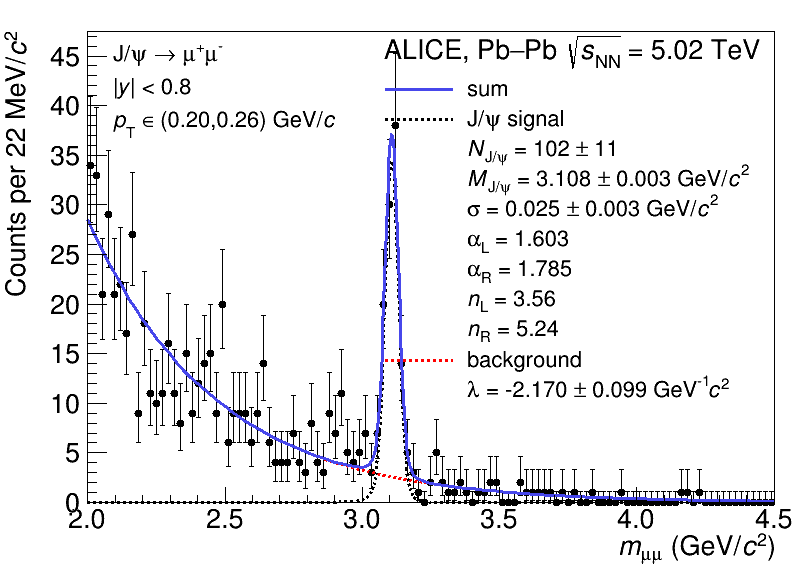 ALICE, Pb–Pb √sNN = 5.02 TeV
J/ψ → μ⁺μ⁻
|y| < 0.8
pT ∈ (0.20,0.26) GeV/c
sum
J/ψ signal
NJ/ψ = 102 ± 11
MJ/ψ = 3.108 ± 0.003 GeV/c²
σ = 0.025 ± 0.003 GeV/c²
αL = 1.603
αR = 1.785
nL = 3.56
nR = 5.24
background
λ = -2.170 ± 0.099 GeV⁻¹c²
Counts per 22 MeV/c²
45
40
35
30
25
20
15
10
5
0
2.0 2.5 3.0 3.5 4.0 4.5
mμμ (GeV/c²)